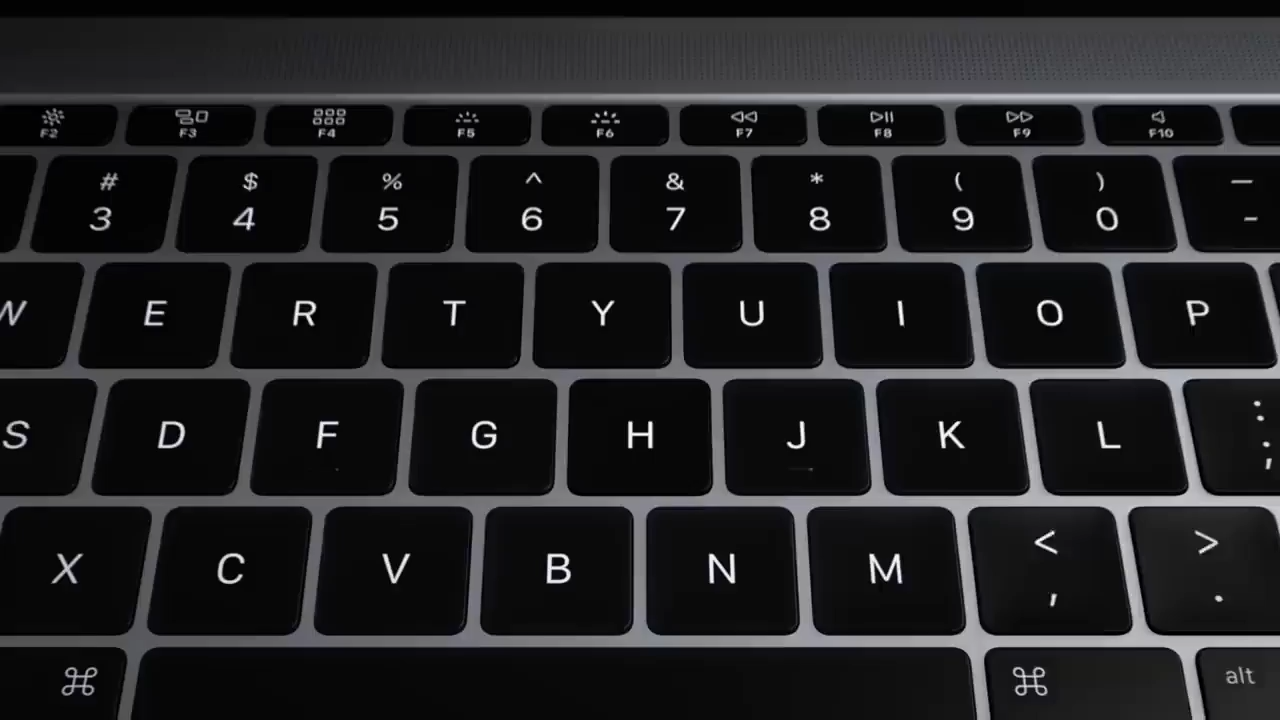 F2 F3 F4 F5 F6 F7 F8 F9 F10
# $ % ^ & * ( ) _
3 4 5 6 7 8 9 0 -
W E R T Y U I O P
S D F G H J K L : ;
X C V B N M < , > .
⌘ ⌘ alt